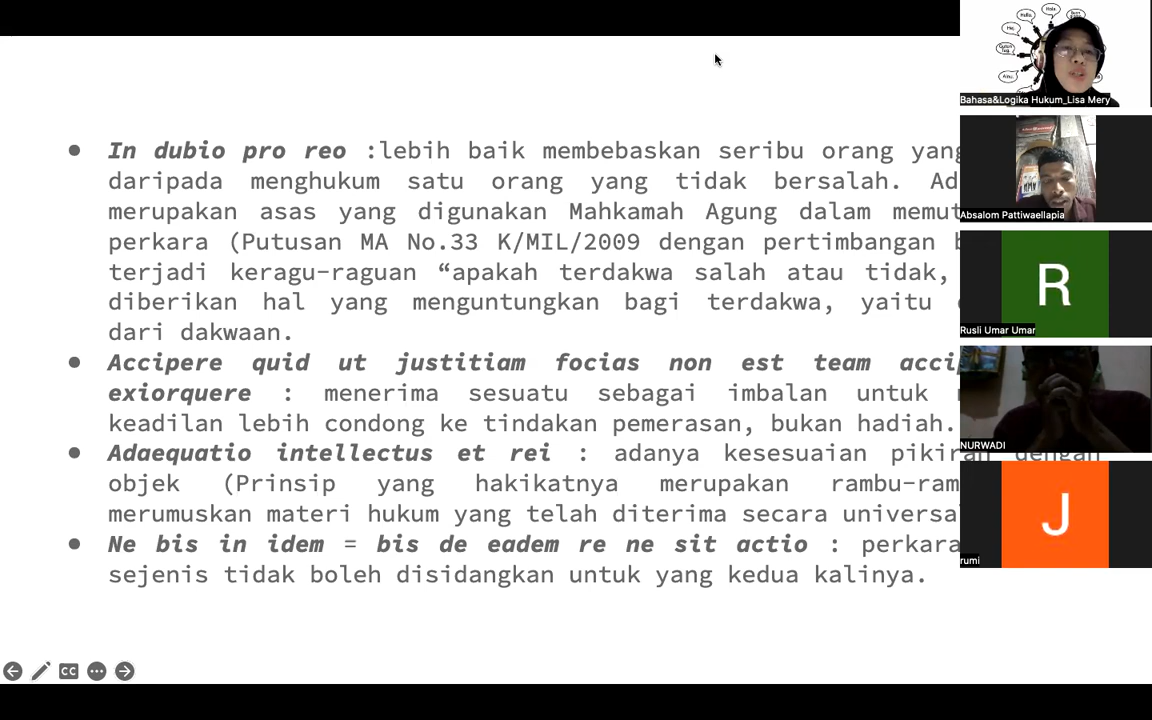 In dubio pro reo :lebih baik membebaskan seribu orang yang
daripada menghukum satu orang yang tidak bersalah. Ad
merupakan asas yang digunakan Mahkamah Agung dalam memut
perkara (Putusan MA No.33 K/MIL/2009 dengan pertimbangan b
terjadi keragu-raguan “apakah terdakwa salah atau tidak,
diberikan hal yang menguntungkan bagi terdakwa, yaitu
dari dakwaan.
Accipere quid ut justitiam focias non est team accip
exiorquere : menerima sesuatu sebagai imbalan untuk
keadilan lebih condong ke tindakan pemerasan, bukan hadiah.
Adaequatio intellectus et rei : adanya kesesuaian pikiran dengan
objek (Prinsip yang hakikatnya merupakan rambu-ram
merumuskan materi hukum yang telah diterima secara universa
Ne bis in idem = bis de eadem re ne sit actio : perkara
sejenis tidak boleh disidangkan untuk yang kedua kalinya.
CC
Bahasa&Logika Hukum_Lisa Mery
Absalom Pattiwaellapia
R
Rusli Umar Umar
NURWADI
J
rumi